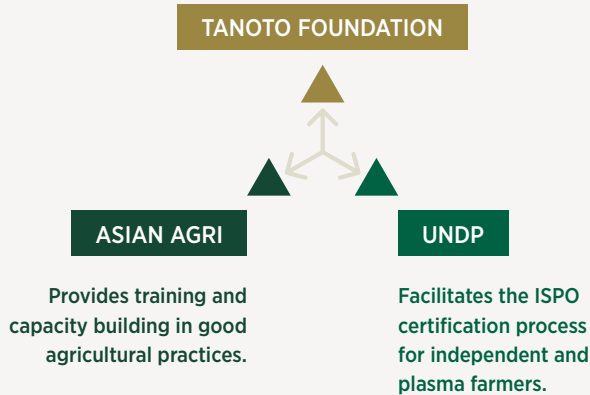 TANOTO FOUNDATION
ASIAN AGRI
Provides training and
capacity building in good
agricultural practices.
UNDP
Facilitates the ISPO
certification process
for independent and
plasma farmers.